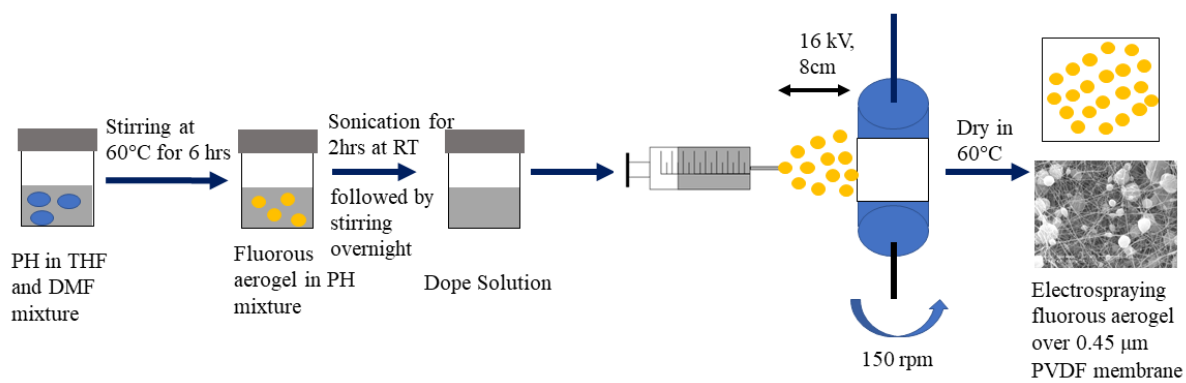 Stirring at
60°C for 6 hrs
PH in THF
and DMF
mixture
Sonication for
2hrs at RT
followed by
stirring
overnight
Fluorous
aerogel in PH
mixture
Dope Solution
16 kV,
8cm
150 rpm
Dry in
60°C
Electrospraying
fluorous aerogel
over 0.45 μm
PVDF membrane